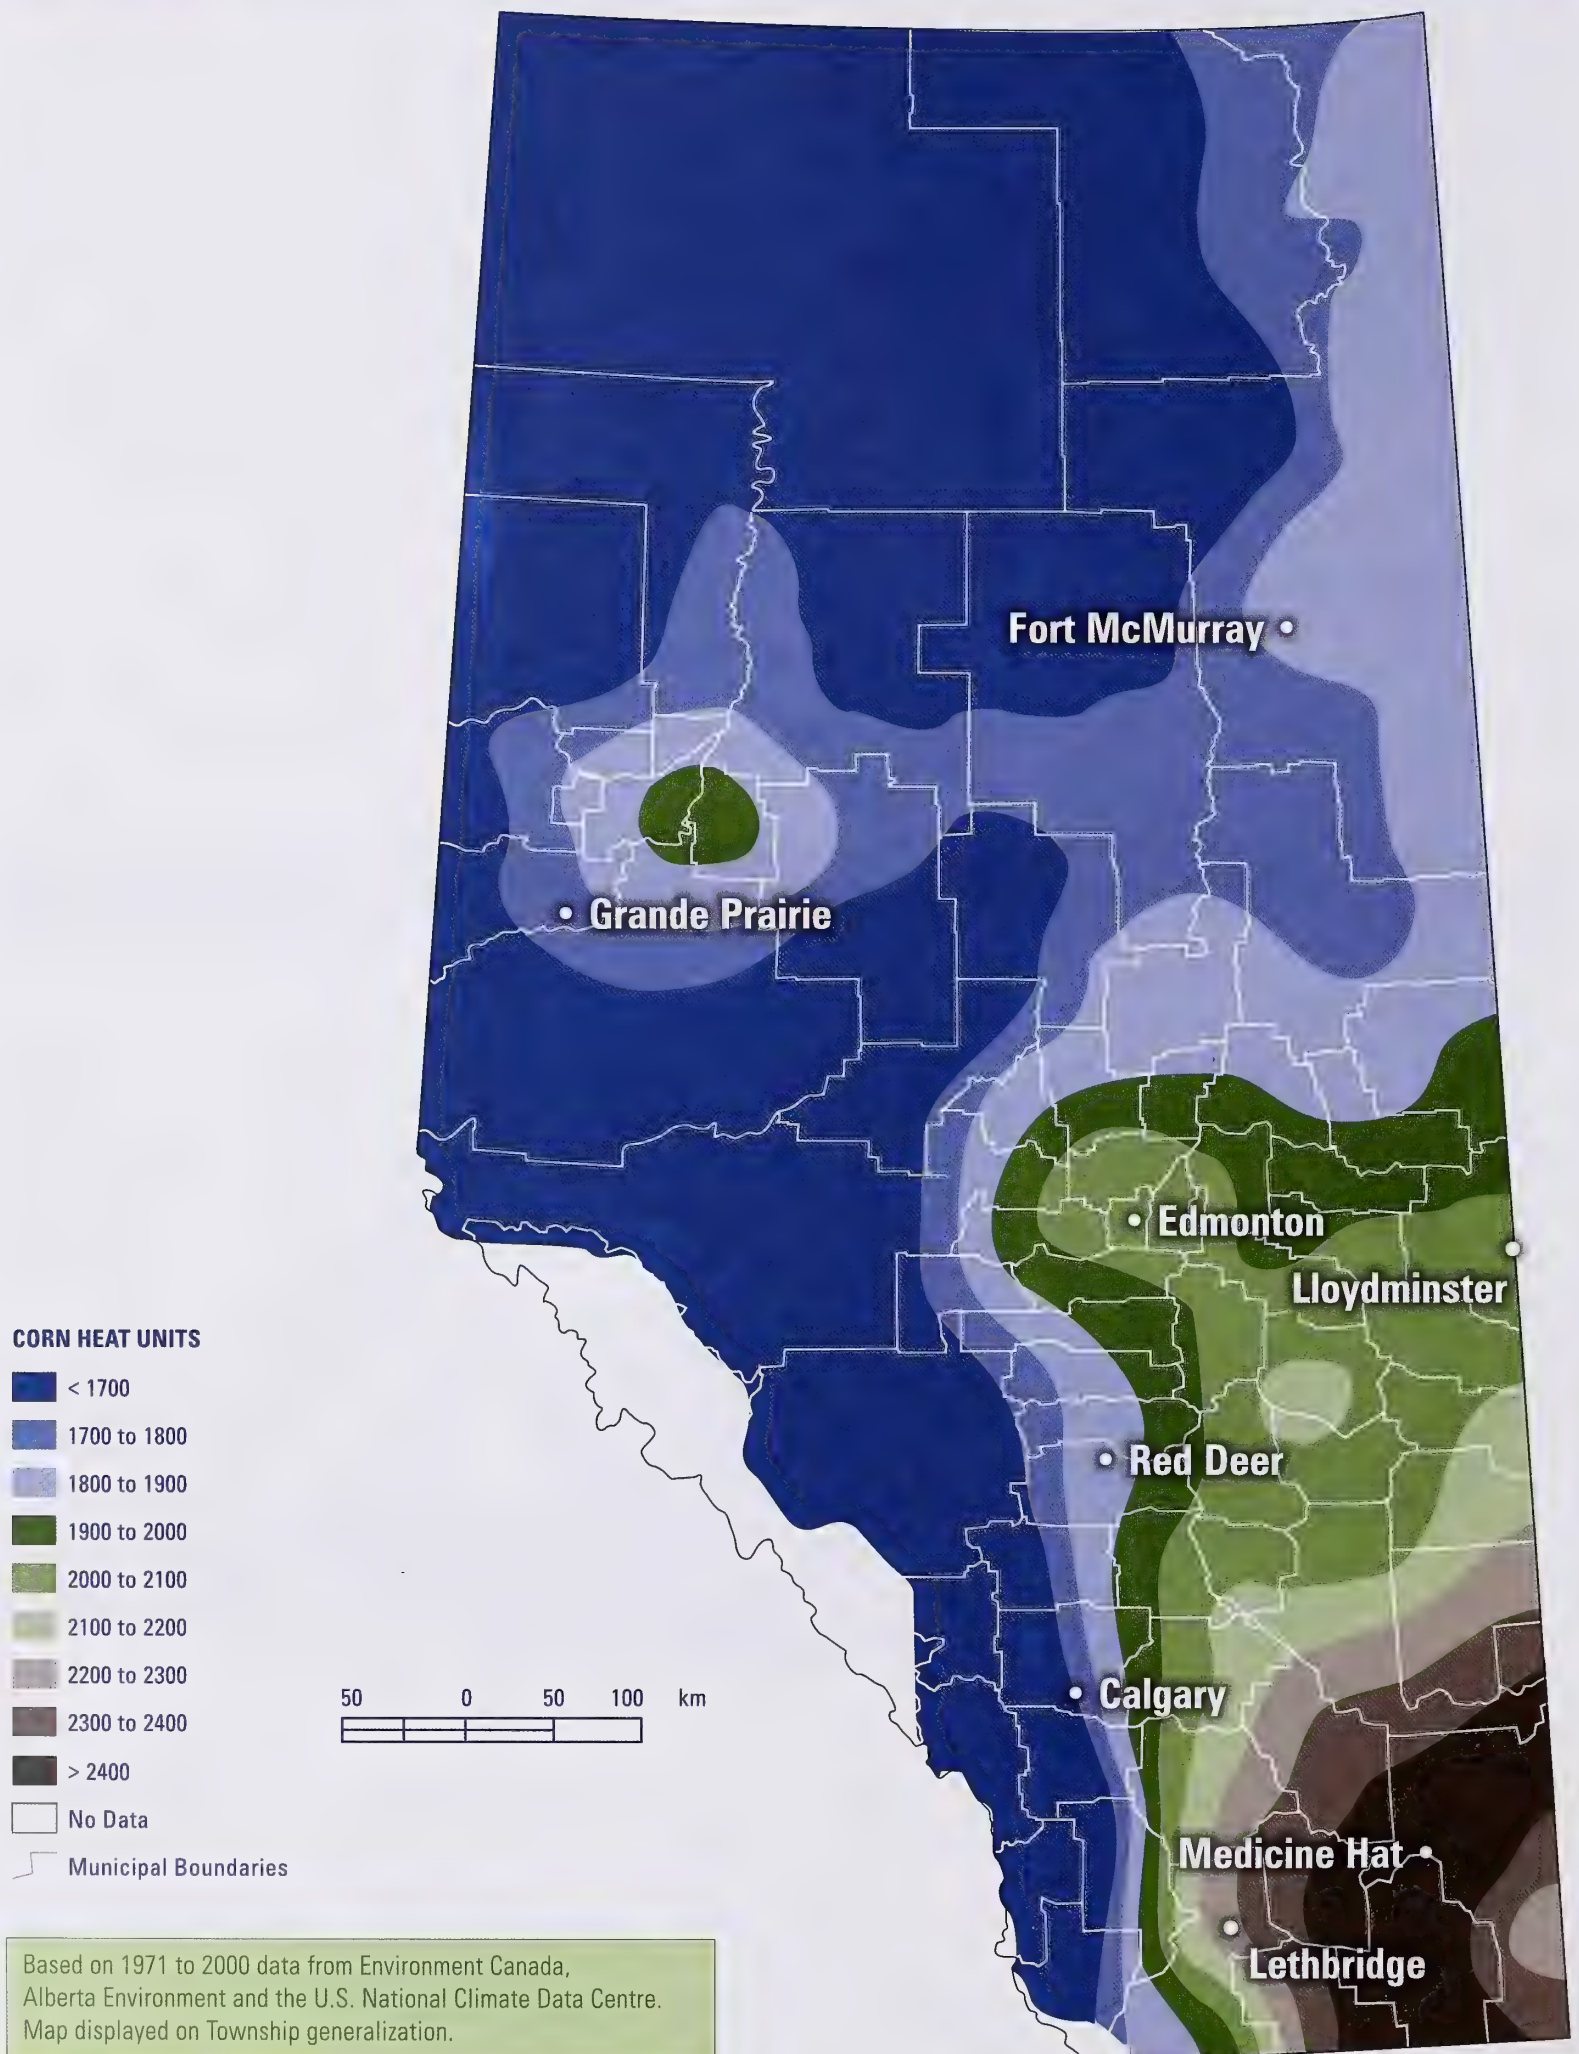 Fort McMurray
Grande Prairie
Edmonton
Lloydminster
CORN HEAT UNITS
< 1700
1700 to 1800
1800 to 1900
1900 to 2000
2000 to 2100
2100 to 2200
2200 to 2300
2300 to 2400
> 2400
No Data
Municipal Boundaries
Red Deer
50 0 50 100 km
Calgary
Medicine Hat
Lethbridge
Based on 1971 to 2000 data from Environment Canada,
Alberta Environment and the U.S. National Climate Data Centre.
Map displayed on Township generalization.